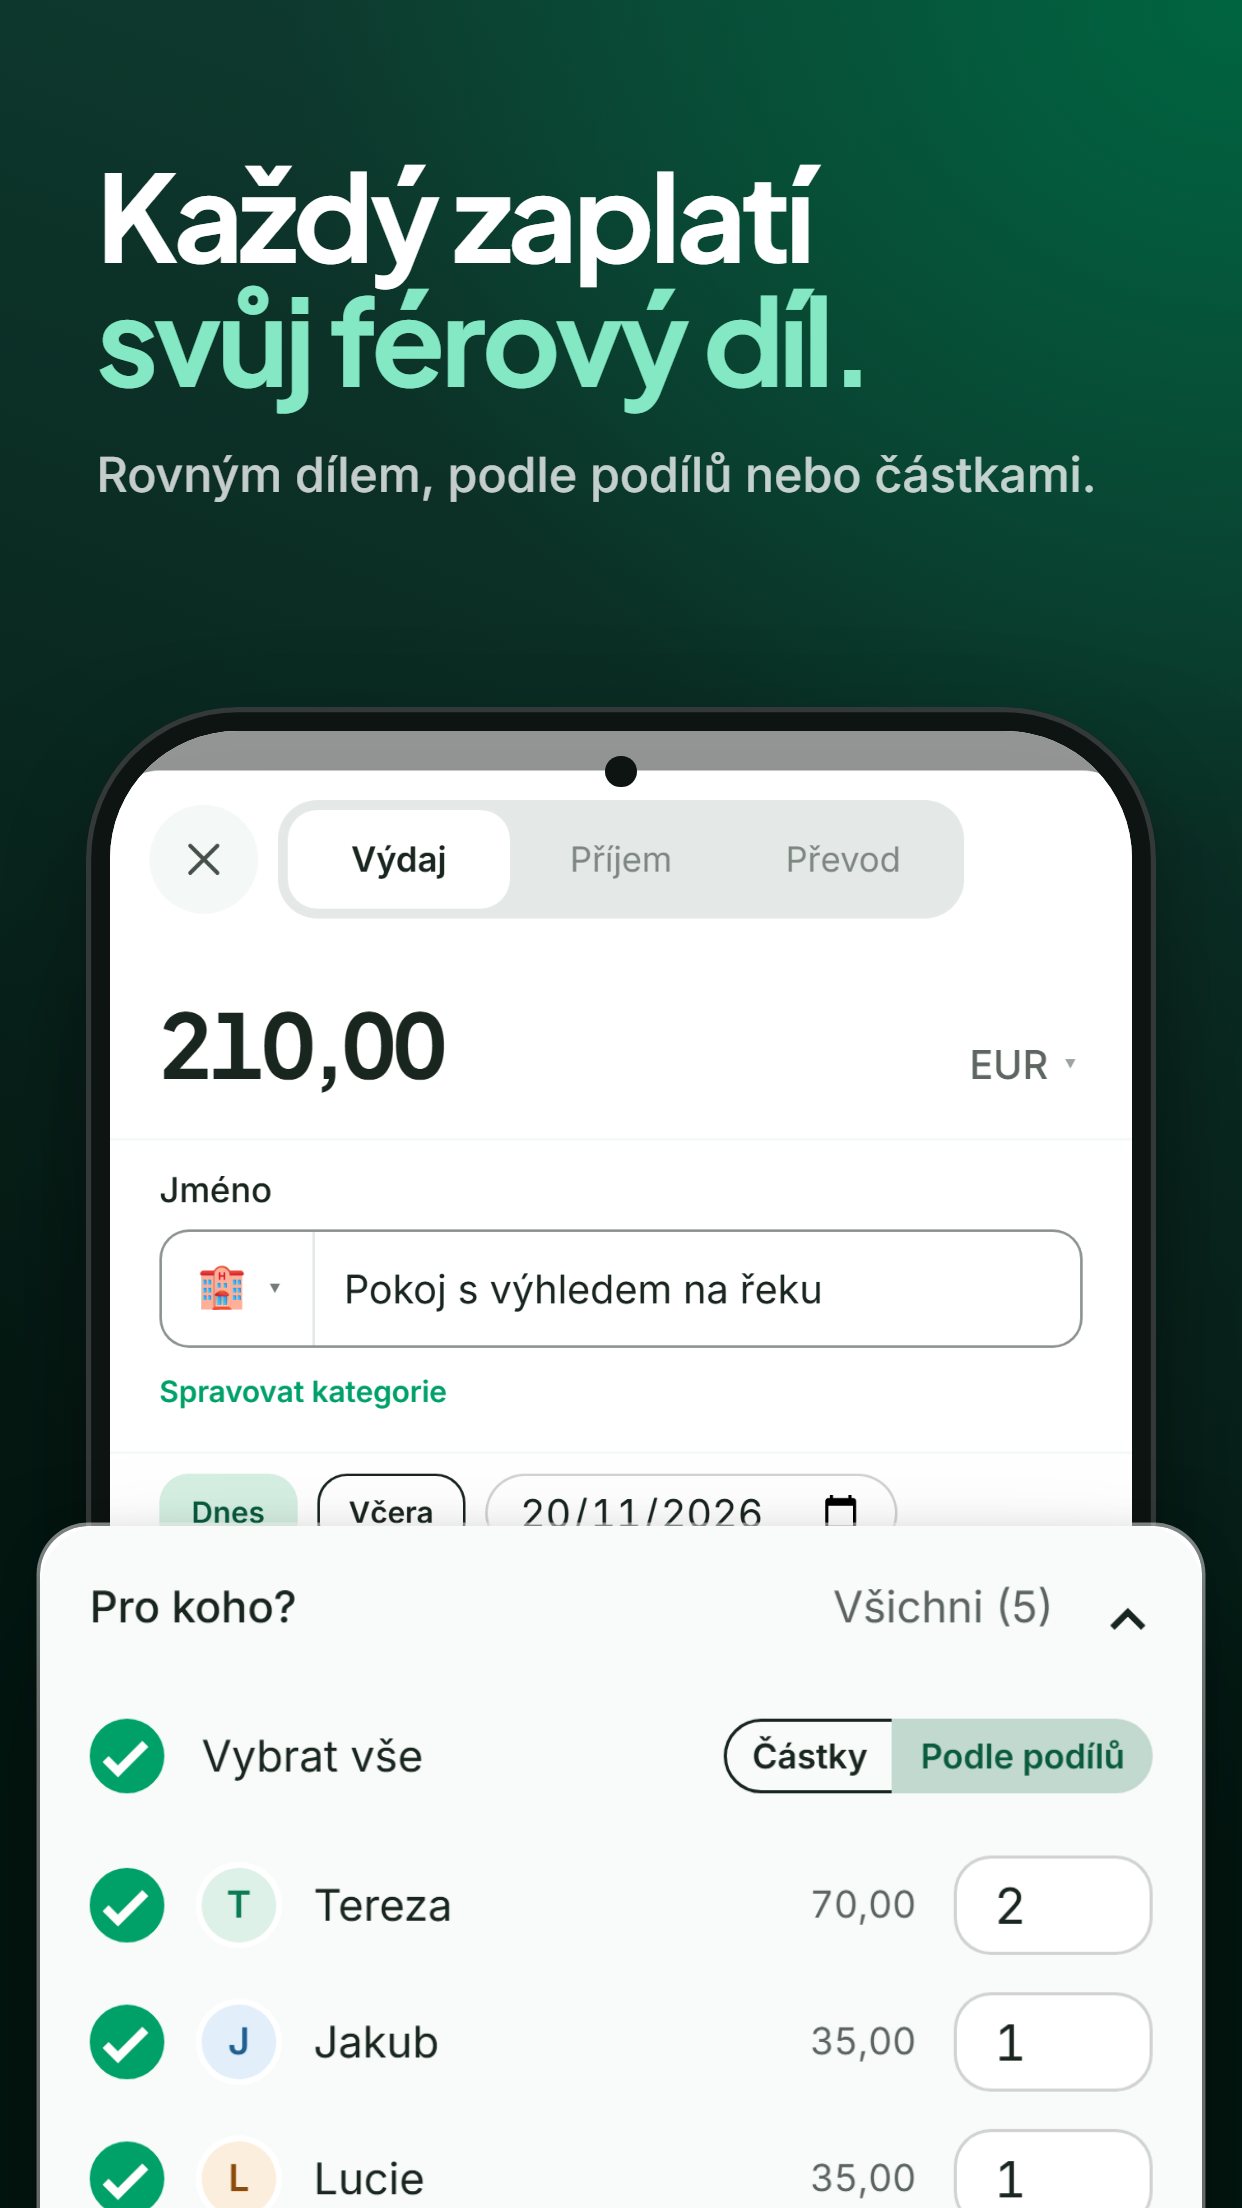 Každý zaplatí
svůj férový díl.
Rovným dílem, podle podílů nebo částkami.
Výdaj Příjem Převod
210,00 EUR
Jméno
Pokoj s výhledem na řeku
Spravovat kategorie
Dnes Včera 20/11/2026
Pro koho? Všichni (5)
Vybrat vše Částky Podle podílů
T Tereza 70,00 2
J Jakub 35,00 1
L Lucie 35,00 1